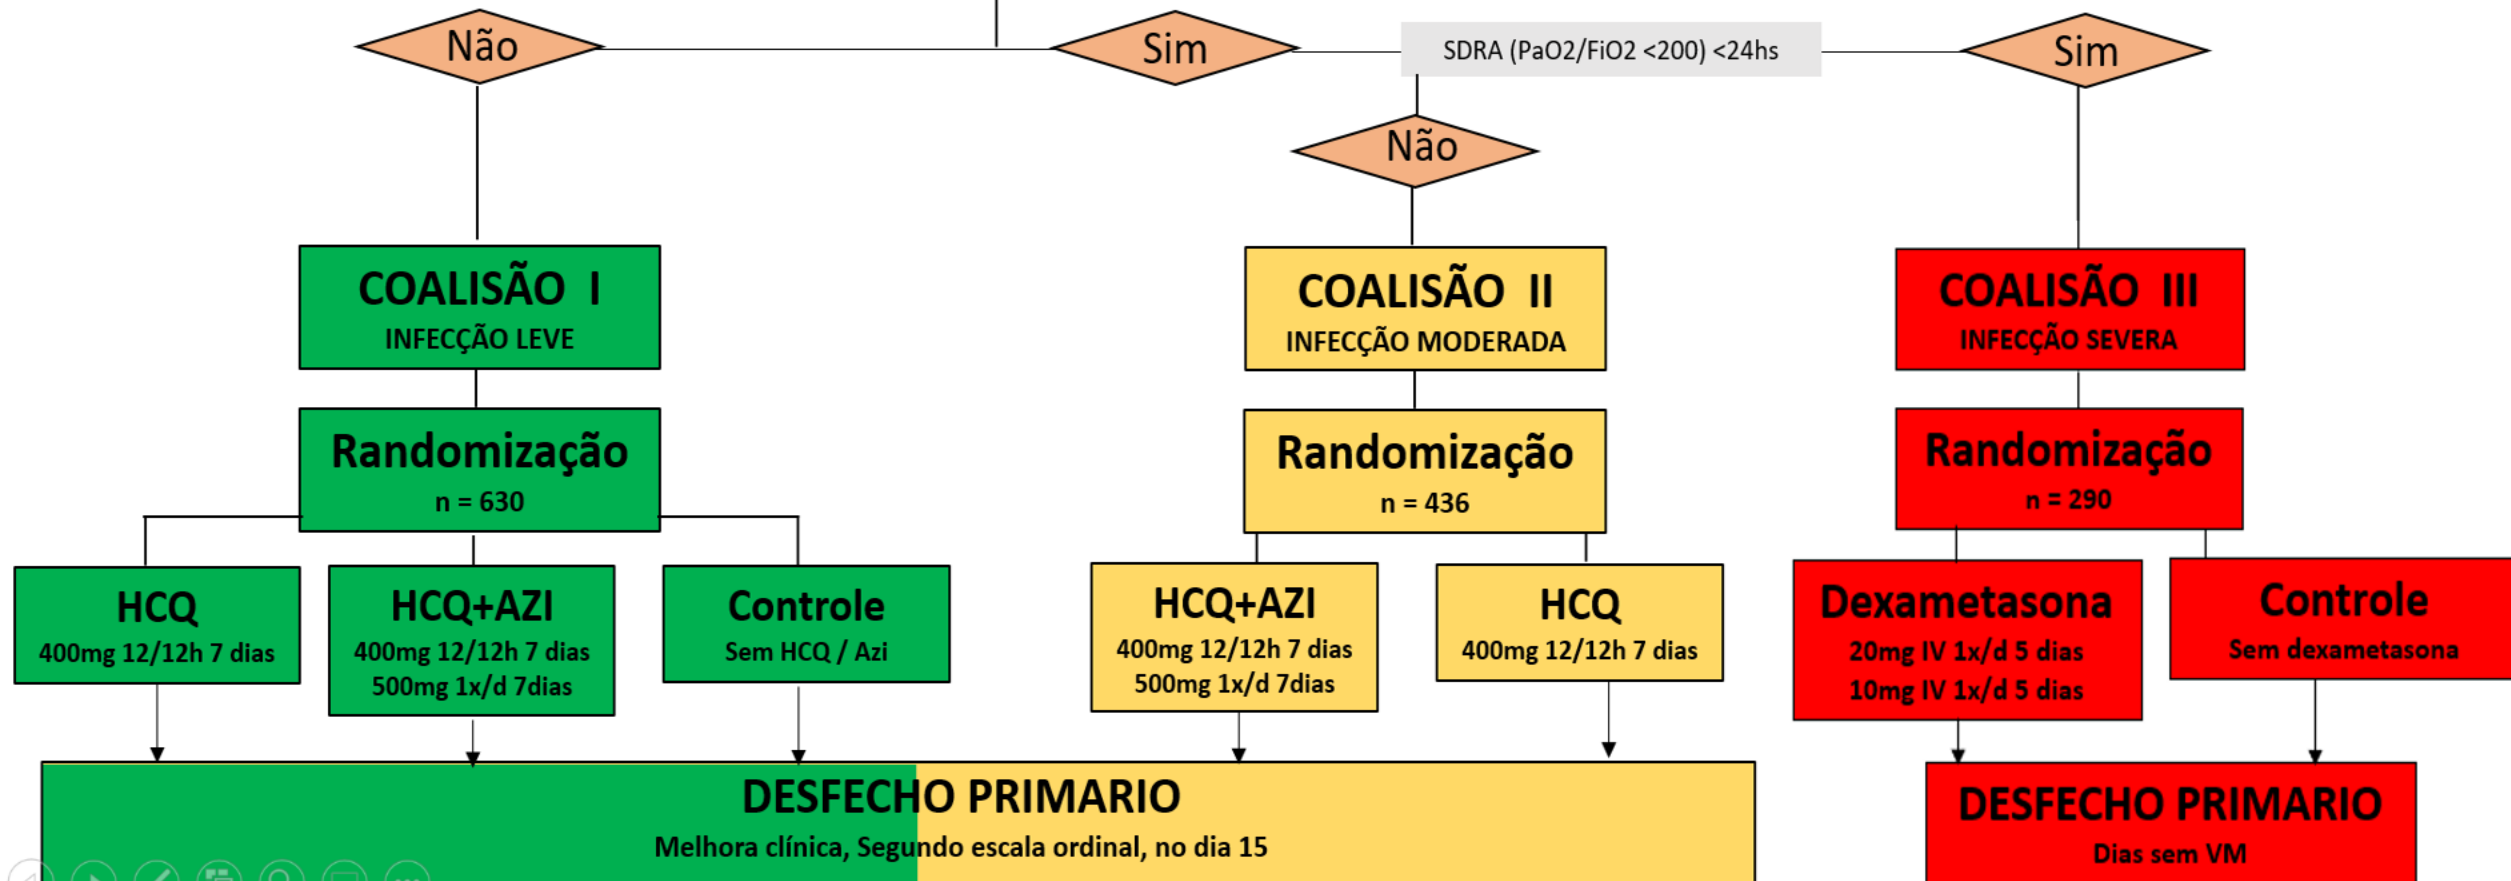 Não
Sim
SDRA (PaO2/FiO2 <200) <24hs
Sim
Não
COALISÃO I
INFECÇÃO LEVE
COALISÃO II
INFECÇÃO MODERADA
COALISÃO III
INFECÇÃO SEVERA
Randomização
n = 630
Randomização
n = 436
Randomização
n = 290
HCQ
400mg 12/12h 7 dias
HCQ+AZI
400mg 12/12h 7 dias
500mg 1x/d 7dias
Controle
Sem HCQ / Azi
HCQ+AZI
400mg 12/12h 7 dias
500mg 1x/d 7dias
HCQ
400mg 12/12h 7 dias
Dexametasona
20mg IV 1x/d 5 dias
10mg IV 1x/d 5 dias
Controle
Sem dexametasona
DESFECHO PRIMARIO
Melhora clínica, Segundo escala ordinal, no dia 15
DESFECHO PRIMARIO
Dias sem VM